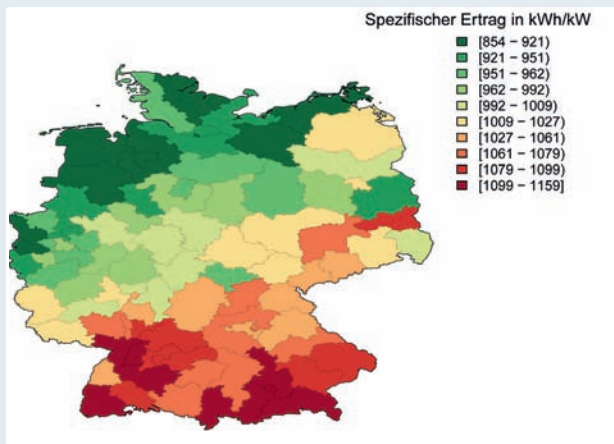 Spezifischer Ertrag in kWh/kW
[854 − 921)
[921 − 951)
[951 − 962)
[962 − 992)
[992 − 1009)
[1009 − 1027)
[1027 − 1061)
[1061 − 1079)
[1079 − 1099)
[1099 − 1159]